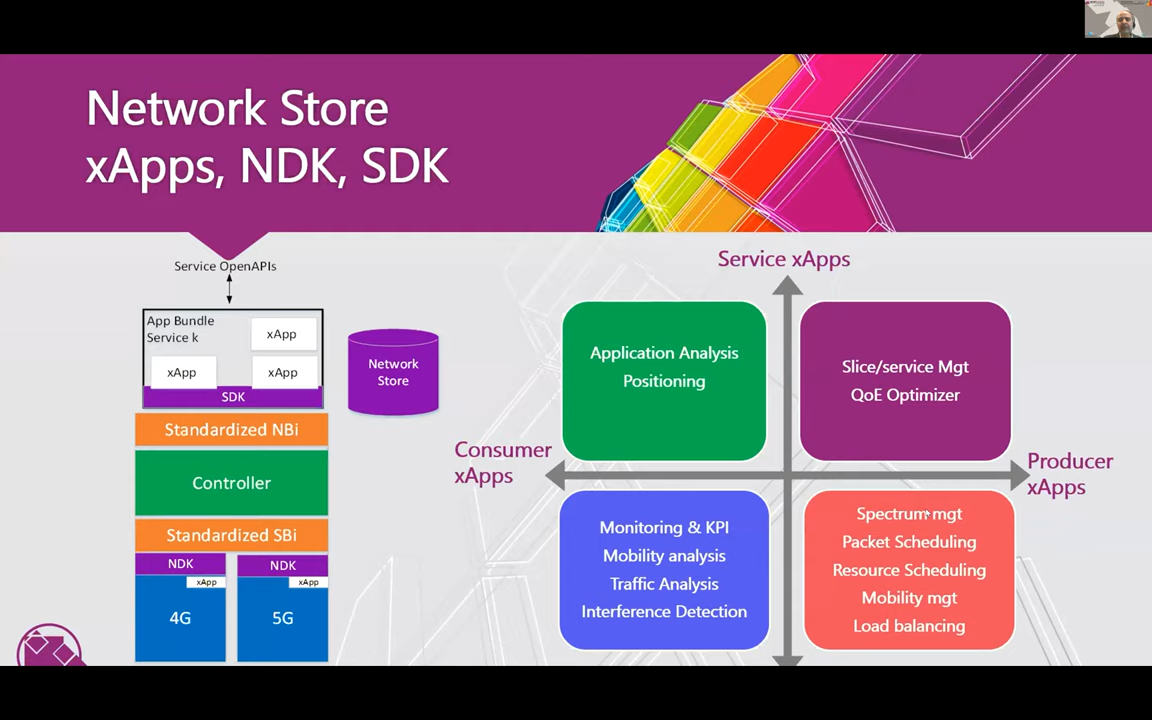 Network Store
xApps, NDK, SDK
Service OpenAPIs
App Bundle
Service k
xApp
xApp
xApp
SDK
Network
Store
Standardized NBi
Controller
Standardized SBi
NDK
xApp
4G
NDK
xApp
5G
Service xApps
Application Analysis
Positioning
Slice/service Mgt
QoE Optimizer
Consumer
xApps
Producer
xApps
Monitoring & KPI
Mobility analysis
Traffic Analysis
Interference Detection
Spectrum mgt
Packet Scheduling
Resource Scheduling
Mobility mgt
Load balancing